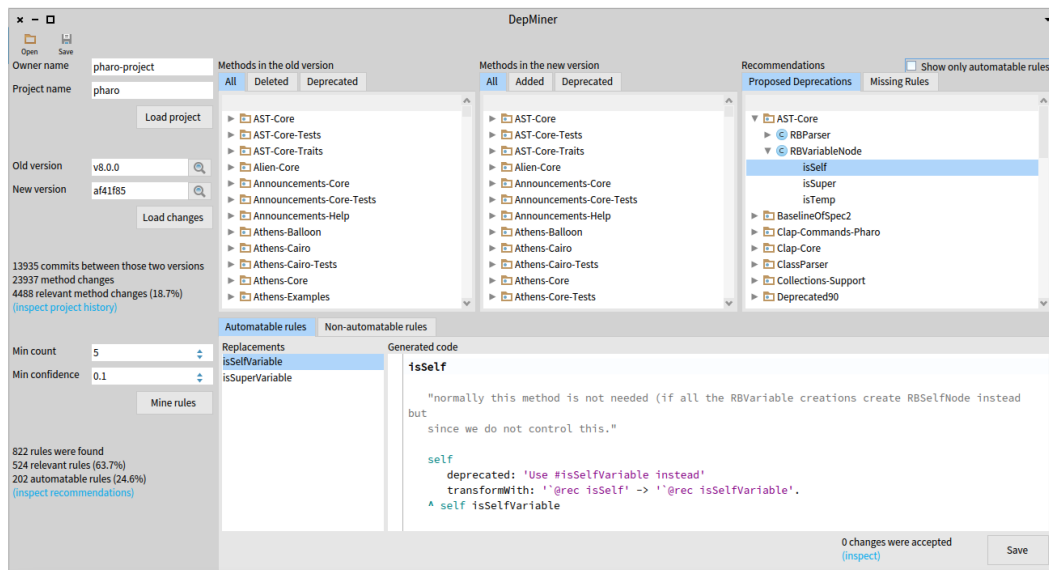 DepMiner
Open Save
Owner name pharo-project
Project name pharo
Load project
Old version v8.0.0
New version af41f85
Load changes
13935 commits between those two versions
23937 method changes
4488 relevant method changes (18.7%)
(inspect project history)
Min count 5
Min confidence 0.1
Mine rules
822 rules were found
524 relevant rules (63.7%)
202 automatable rules (24.6%)
(inspect recommendations)
Methods in the old version
All Deleted Deprecated
AST-Core
AST-Core-Tests
AST-Core-Traits
Alien-Core
Announcements-Core
Announcements-Core-Tests
Announcements-Help
Athens-Balloon
Athens-Cairo
Athens-Cairo-Tests
Athens-Core
Athens-Examples
Methods in the new version
All Added Deprecated
AST-Core
AST-Core-Tests
AST-Core-Traits
Alien-Core
Announcements-Core
Announcements-Core-Tests
Announcements-Help
Athens-Balloon
Athens-Cairo
Athens-Cairo-Tests
Athens-Core
Athens-Core-Tests
Recommendations Show only automatable rules
Proposed Deprecations Missing Rules
AST-Core
C RBParser
C RBVariableNode
isSelf
isSuper
isTemp
BaselineOfSpec2
Clap-Commands-Pharo
Clap-Core
ClassParser
Collections-Support
Deprecated90
Automatable rules Non-automatable rules
Replacements
isSelfVariable
isSuperVariable
Generated code
isSelf
"normally this method is not needed (if all the RBVariable creations create RBSelfNode instead
but
since we do not control this."
self
deprecated: 'Use #isSelfVariable instead'
transformWith: '`@rec isSelf' -> '`@rec isSelfVariable'.
^ self isSelfVariable
0 changes were accepted
(inspect)
Save